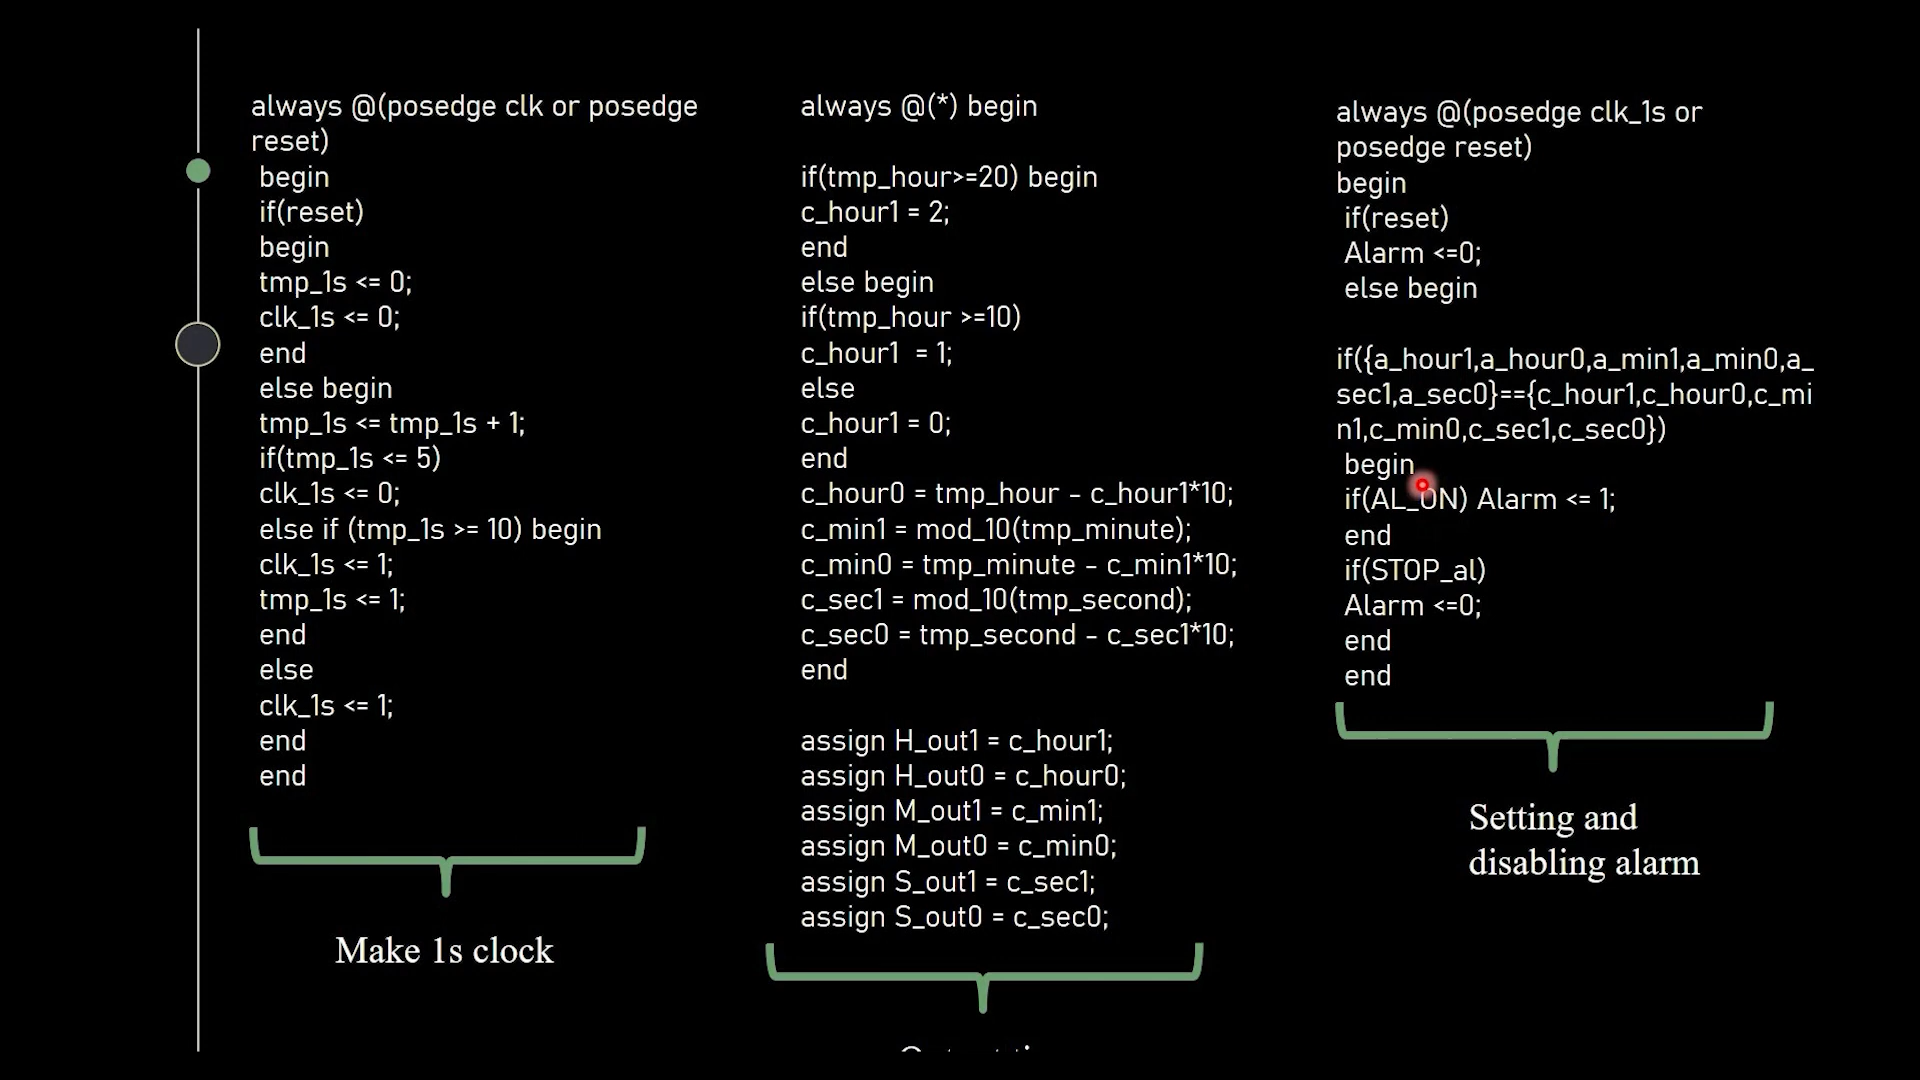 always @(posedge clk or posedge
reset)
begin
if(reset)
begin
tmp_1s <= 0;
clk_1s <= 0;
end
else begin
tmp_1s <= tmp_1s + 1;
if(tmp_1s <= 5)
clk_1s <= 0;
else if (tmp_1s >= 10) begin
clk_1s <= 1;
tmp_1s <= 1;
end
else
clk_1s <= 1;
end
end
Make 1s clock
always @(*) begin
if(tmp_hour>=20) begin
c_hour1 = 2;
end
else begin
if(tmp_hour >=10)
c_hour1  = 1;
else
c_hour1 = 0;
end
c_hour0 = tmp_hour - c_hour1*10;
c_min1 = mod_10(tmp_minute);
c_min0 = tmp_minute - c_min1*10;
c_sec1 = mod_10(tmp_second);
c_sec0 = tmp_second - c_sec1*10;
end
assign H_out1 = c_hour1;
assign H_out0 = c_hour0;
assign M_out1 = c_min1;
assign M_out0 = c_min0;
assign S_out1 = c_sec1;
assign S_out0 = c_sec0;
always @(posedge clk_1s or
posedge reset)
begin
if(reset)
Alarm <=0;
else begin
if({a_hour1,a_hour0,a_min1,a_min0,a_
sec1,a_sec0}=={c_hour1,c_hour0,c_mi
n1,c_min0,c_sec1,c_sec0})
begin
if(AL_ON) Alarm <= 1;
end
if(STOP_al)
Alarm <=0;
end
end
Setting and
disabling alarm